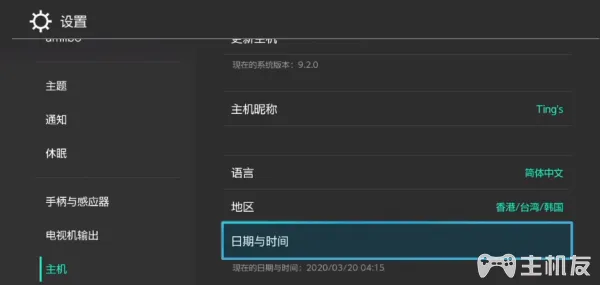 设置
amiibo
主题
通知
休眠
手柄与感应器
电视机输出
主机
更新主机
现在的系统版本：9.2.0
主机昵称 Ting's
语言 简体中文
地区 香港/台湾/韩国
日期与时间
现在的日期与时间：2020/03/20 04:15
主机友